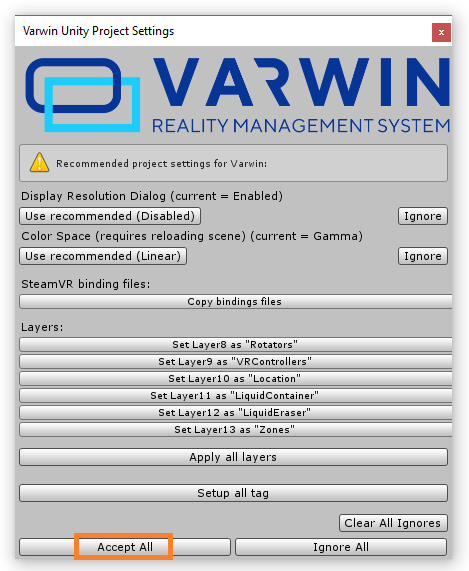 Varwin Unity Project Settings
x
VARWIN
REALITY MANAGEMENT SYSTEM
Recommended project settings for Varwin:
Display Resolution Dialog (current = Enabled)
Use recommended (Disabled) Ignore
Color Space (requires reloading scene) (current = Gamma)
Use recommended (Linear) Ignore
SteamVR binding files:
Copy bindings files
Layers:
Set Layer8 as "Rotators"
Set Layer9 as "VRControllers"
Set Layer10 as "Location"
Set Layer11 as "LiquidContainer"
Set Layer12 as "LiquidEraser"
Set Layer13 as "Zones"
Apply all layers
Setup all tag
Clear All Ignores
Accept All Ignore All